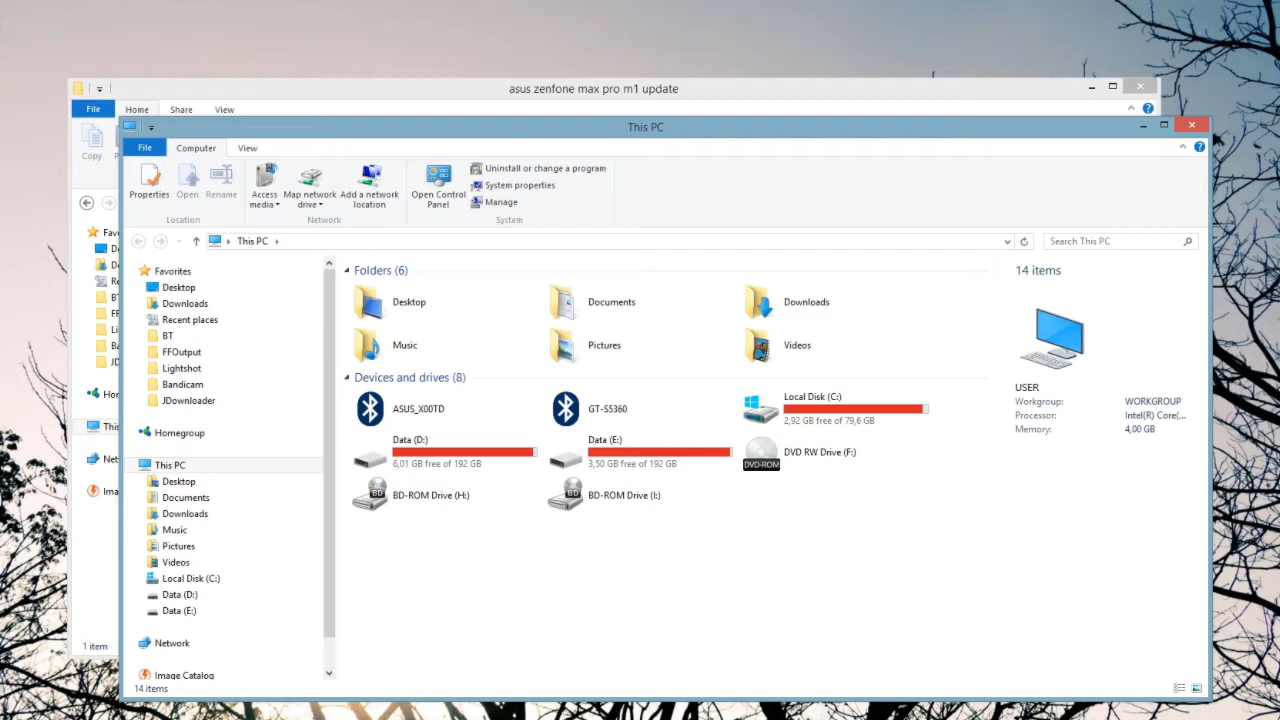 asus zenfone max pro m1 update
File Home Share View
Copy
This PC
File Computer View
Properties
Open
Rename
Access media
Map network drive
Add a network location
Open Control Panel
Uninstall or change a program
System properties
Manage
Location
Network
System
This PC
Search This PC
Favorites
Desktop
Downloads
Recent places
BT
FFOutput
Lightshot
Bandicam
JDownloader
Homegroup
This PC
Desktop
Documents
Downloads
Music
Pictures
Videos
Local Disk (C:)
Data (D:)
Data (E:)
Network
Image Catalog
14 items
1 item
Folders (6)
Desktop
Documents
Downloads
Music
Pictures
Videos
Devices and drives (8)
ASUS_X00TD
GT-S5360
Local Disk (C:)
2,92 GB free of 79,6 GB
Data (D:)
6,01 GB free of 192 GB
Data (E:)
3,50 GB free of 192 GB
DVD-ROM
DVD RW Drive (F:)
BD
BD-ROM Drive (H:)
BD
BD-ROM Drive (I:)
14 items
USER
Workgroup: WORKGROUP
Processor: Intel(R) Core(...
Memory: 4,00 GB